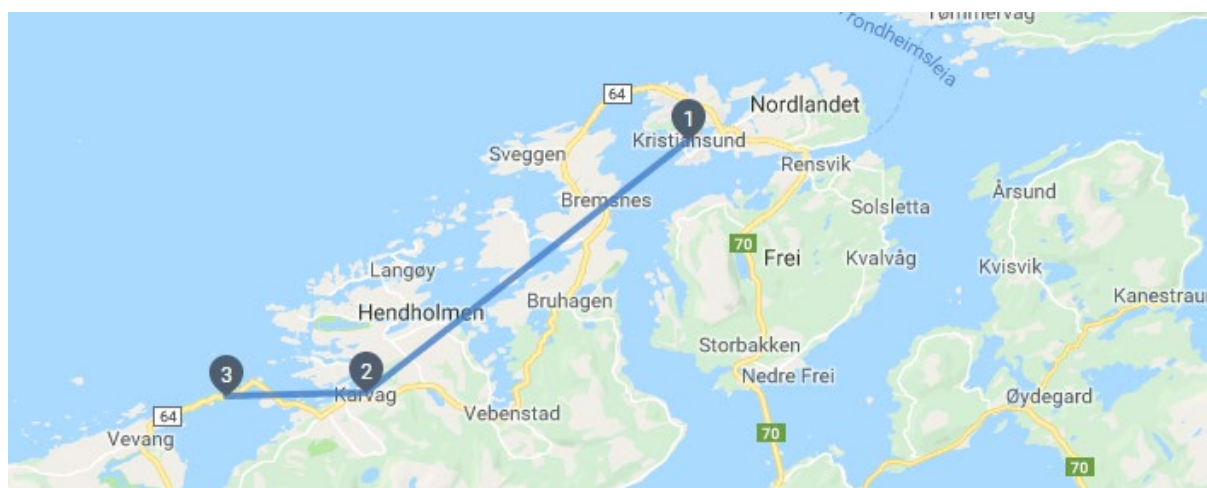 Tømmervåg
Trondheimsleia
64
1
Nordlandet
Kristiansund
Sveggen
Rensvik
Årsund
Bremsnes
Solsletta
70
Frei
Kvalvåg
Kvisvik
Langøy
Bruhagen
Kanestraum
Hendholmen
Storbakken
2
3
Nedre Frei
Kårvåg
Øydegard
64
Vebenstad
Vevang
70
70